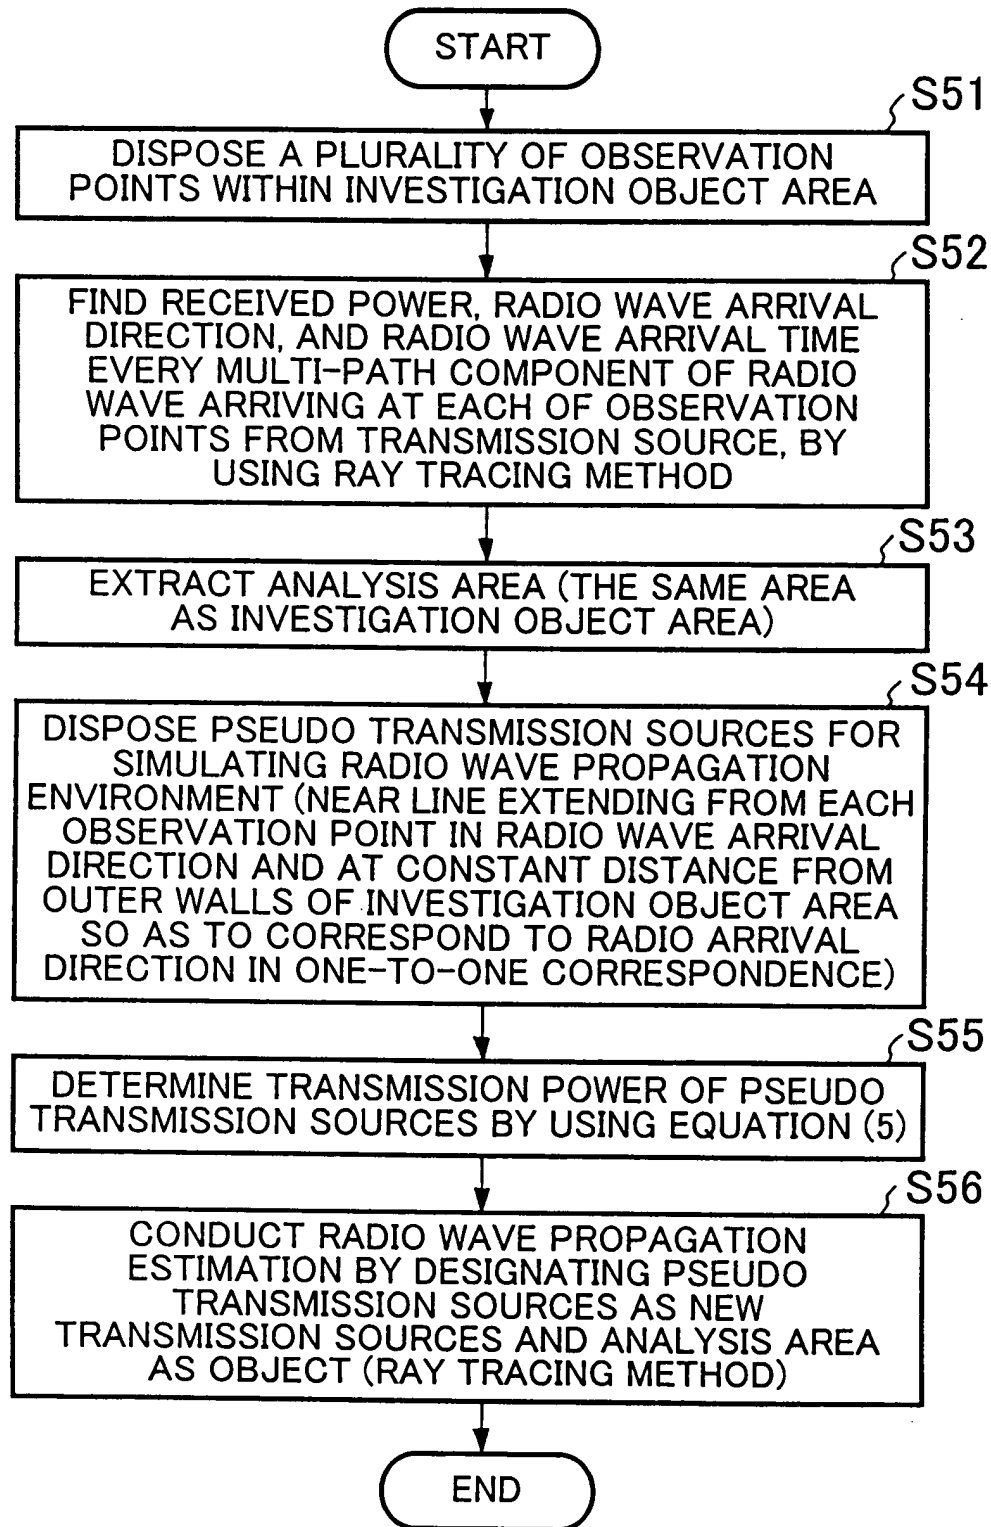 START
S51
DISPOSE A PLURALITY OF OBSERVATION
POINTS WITHIN INVESTIGATION OBJECT AREA
S52
FIND RECEIVED POWER, RADIO WAVE ARRIVAL
DIRECTION, AND RADIO WAVE ARRIVAL TIME
EVERY MULTI-PATH COMPONENT OF RADIO
WAVE ARRIVING AT EACH OF OBSERVATION
POINTS FROM TRANSMISSION SOURCE, BY
USING RAY TRACING METHOD
S53
EXTRACT ANALYSIS AREA (THE SAME AREA
AS INVESTIGATION OBJECT AREA)
S54
DISPOSE PSEUDO TRANSMISSION SOURCES FOR
SIMULATING RADIO WAVE PROPAGATION
ENVIRONMENT (NEAR LINE EXTENDING FROM EACH
OBSERVATION POINT IN RADIO WAVE ARRIVAL
DIRECTION AND AT CONSTANT DISTANCE FROM
OUTER WALLS OF INVESTIGATION OBJECT AREA
SO AS TO CORRESPOND TO RADIO ARRIVAL
DIRECTION IN ONE-TO-ONE CORRESPONDENCE)
S55
DETERMINE TRANSMISSION POWER OF PSEUDO
TRANSMISSION SOURCES BY USING EQUATION (5)
S56
CONDUCT RADIO WAVE PROPAGATION
ESTIMATION BY DESIGNATING PSEUDO
TRANSMISSION SOURCES AS NEW
TRANSMISSION SOURCES AND ANALYSIS AREA
AS OBJECT (RAY TRACING METHOD)
END